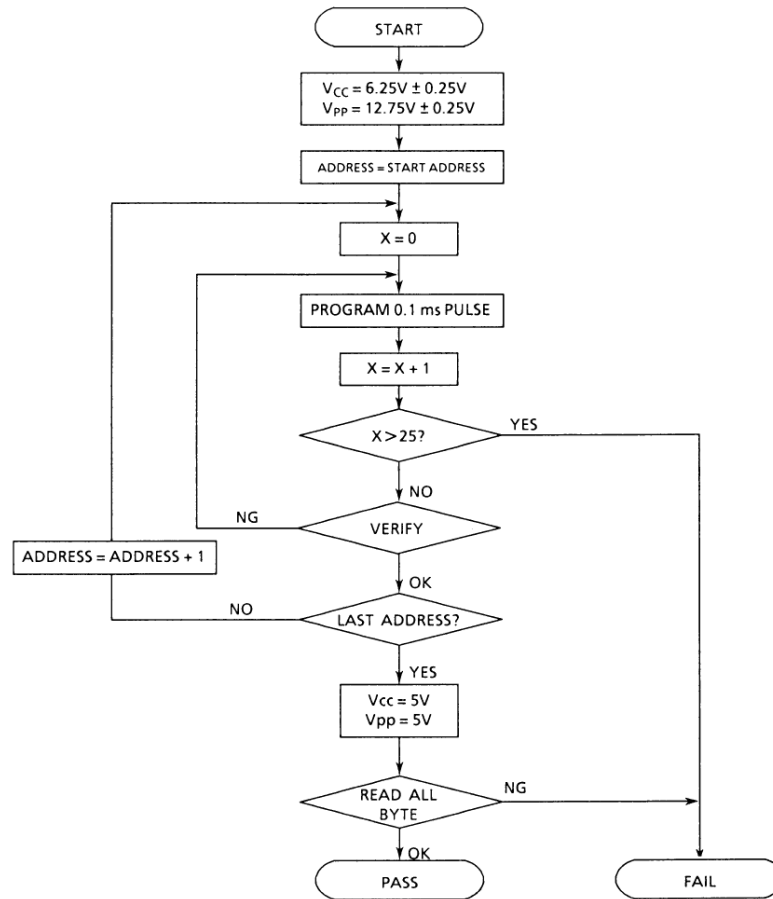 START
V_CC = 6.25V ± 0.25V
V_PP = 12.75V ± 0.25V
ADDRESS = START ADDRESS
X = 0
PROGRAM 0.1 ms PULSE
X = X + 1
X > 25?
YES
NO
NG
VERIFY
ADDRESS = ADDRESS + 1
OK
NO
LAST ADDRESS?
YES
Vcc = 5V
Vpp = 5V
READ ALL
BYTE
NG
OK
PASS
FAIL